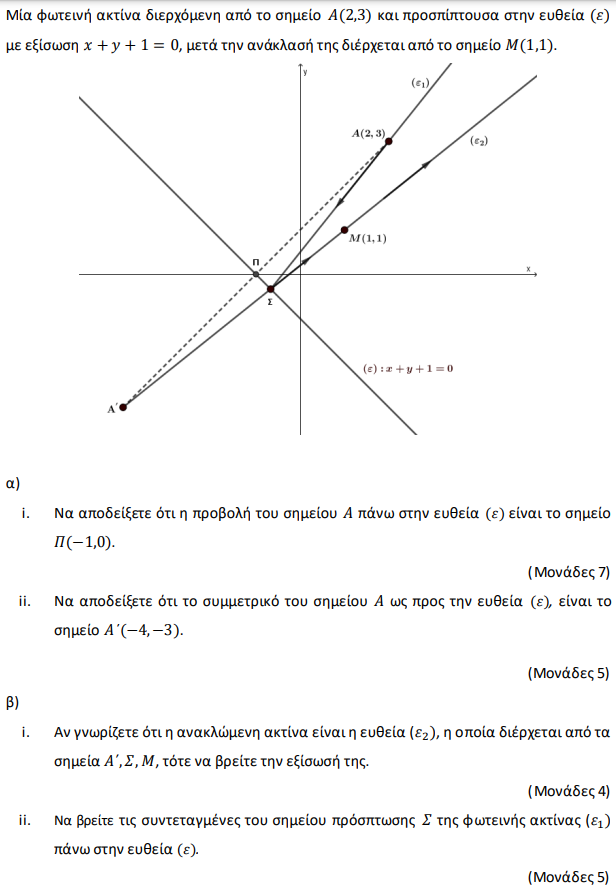 Μία φωτεινή ακτίνα διερχόμενη από το σημείο A(2,3) και προσπίπτουσα στην ευθεία (ε)
με εξίσωση x + y + 1 = 0, μετά την ανάκλασή της διέρχεται από το σημείο M(1,1).
y
(ε₁)
A(2, 3)
(ε₂)
M(1, 1)
Π
x
Σ
(ε) : x + y + 1 = 0
A΄
α)
i. Να αποδείξετε ότι η προβολή του σημείου A πάνω στην ευθεία (ε) είναι το σημείο
Π(−1,0).
(Μονάδες 7)
ii. Να αποδείξετε ότι το συμμετρικό του σημείου A ως προς την ευθεία (ε), είναι το
σημείο A΄(−4,−3).
(Μονάδες 5)
β)
i. Αν γνωρίζετε ότι η ανακλώμενη ακτίνα είναι η ευθεία (ε₂), η οποία διέρχεται από τα
σημεία A΄, Σ, M, τότε να βρείτε την εξίσωσή της.
(Μονάδες 4)
ii. Να βρείτε τις συντεταγμένες του σημείου πρόσπτωσης Σ της φωτεινής ακτίνας (ε₁)
πάνω στην ευθεία (ε).
(Μονάδες 5)